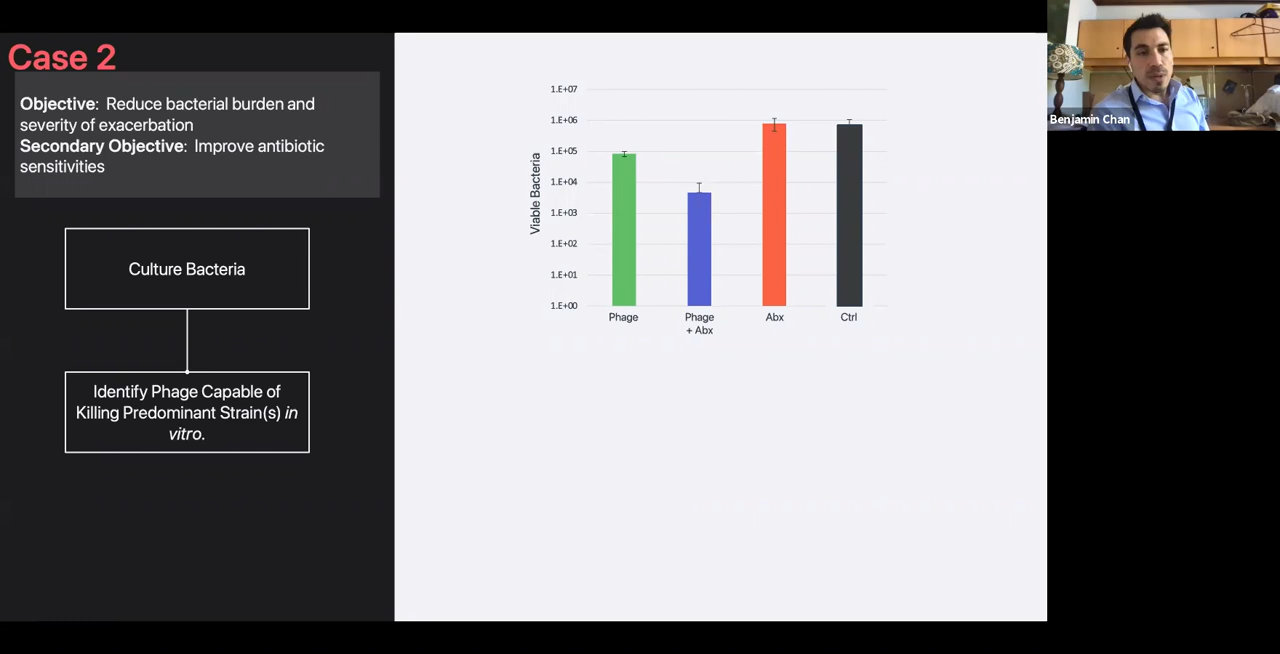 Case 2
Objective: Reduce bacterial burden and
severity of exacerbation
Secondary Objective: Improve antibiotic
sensitivities
Culture Bacteria
Identify Phage Capable of
Killing Predominant Strain(s) in
vitro.
Viable Bacteria
1.E+07
1.E+06
1.E+05
1.E+04
1.E+03
1.E+02
1.E+01
1.E+00
Phage
Phage
+ Abx
Abx
Ctrl
Benjamin Chan